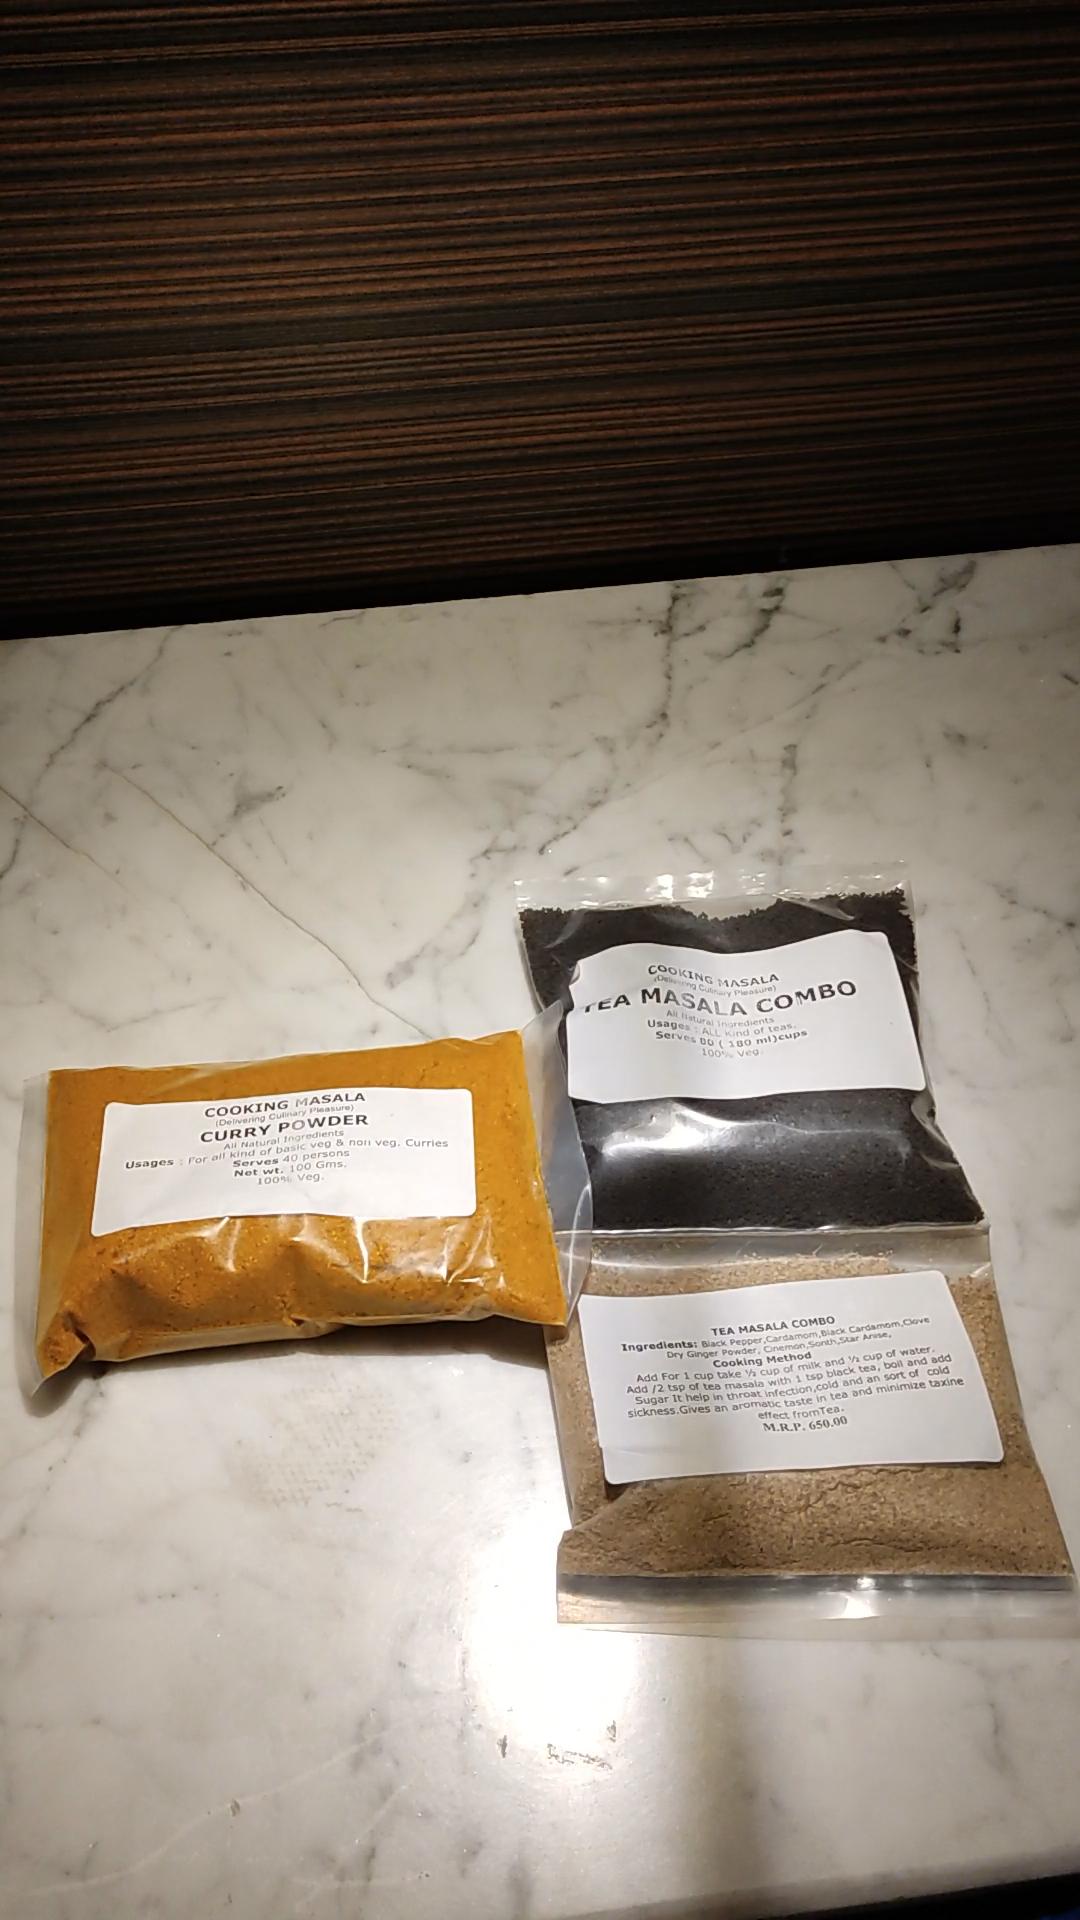 COOKING MASALA
(Delivering Culinary Pleasure)
TEA MASALA COMBO
All Natural Ingredients
Usages : ALL Kind of teas.
Serves 80 ( 180 ml)cups
100% Veg.
COOKING MASALA
(Delivering Culinary Pleasure)
CURRY POWDER
All Natural Ingredients
Usages : For all kind of basic veg & non veg. Curries
Serves 40 persons
Net wt. 100 Gms.
100% Veg.
TEA MASALA COMBO
Ingredients: Black Pepper,Cardamom,Black Cardamom,Clove
Dry Ginger Powder, Cinemon,Sonth,Star Anise,
Cooking Method
Add For 1 cup take ½ cup of milk and ½ cup of water.
Add /2 tsp of tea masala with 1 tsp black tea, boil and add
Sugar It help in throat infection,cold and an sort of cold
sickness.Gives an aromatic taste in tea and minimize taxine
effect fromTea.
M.R.P. 650.00